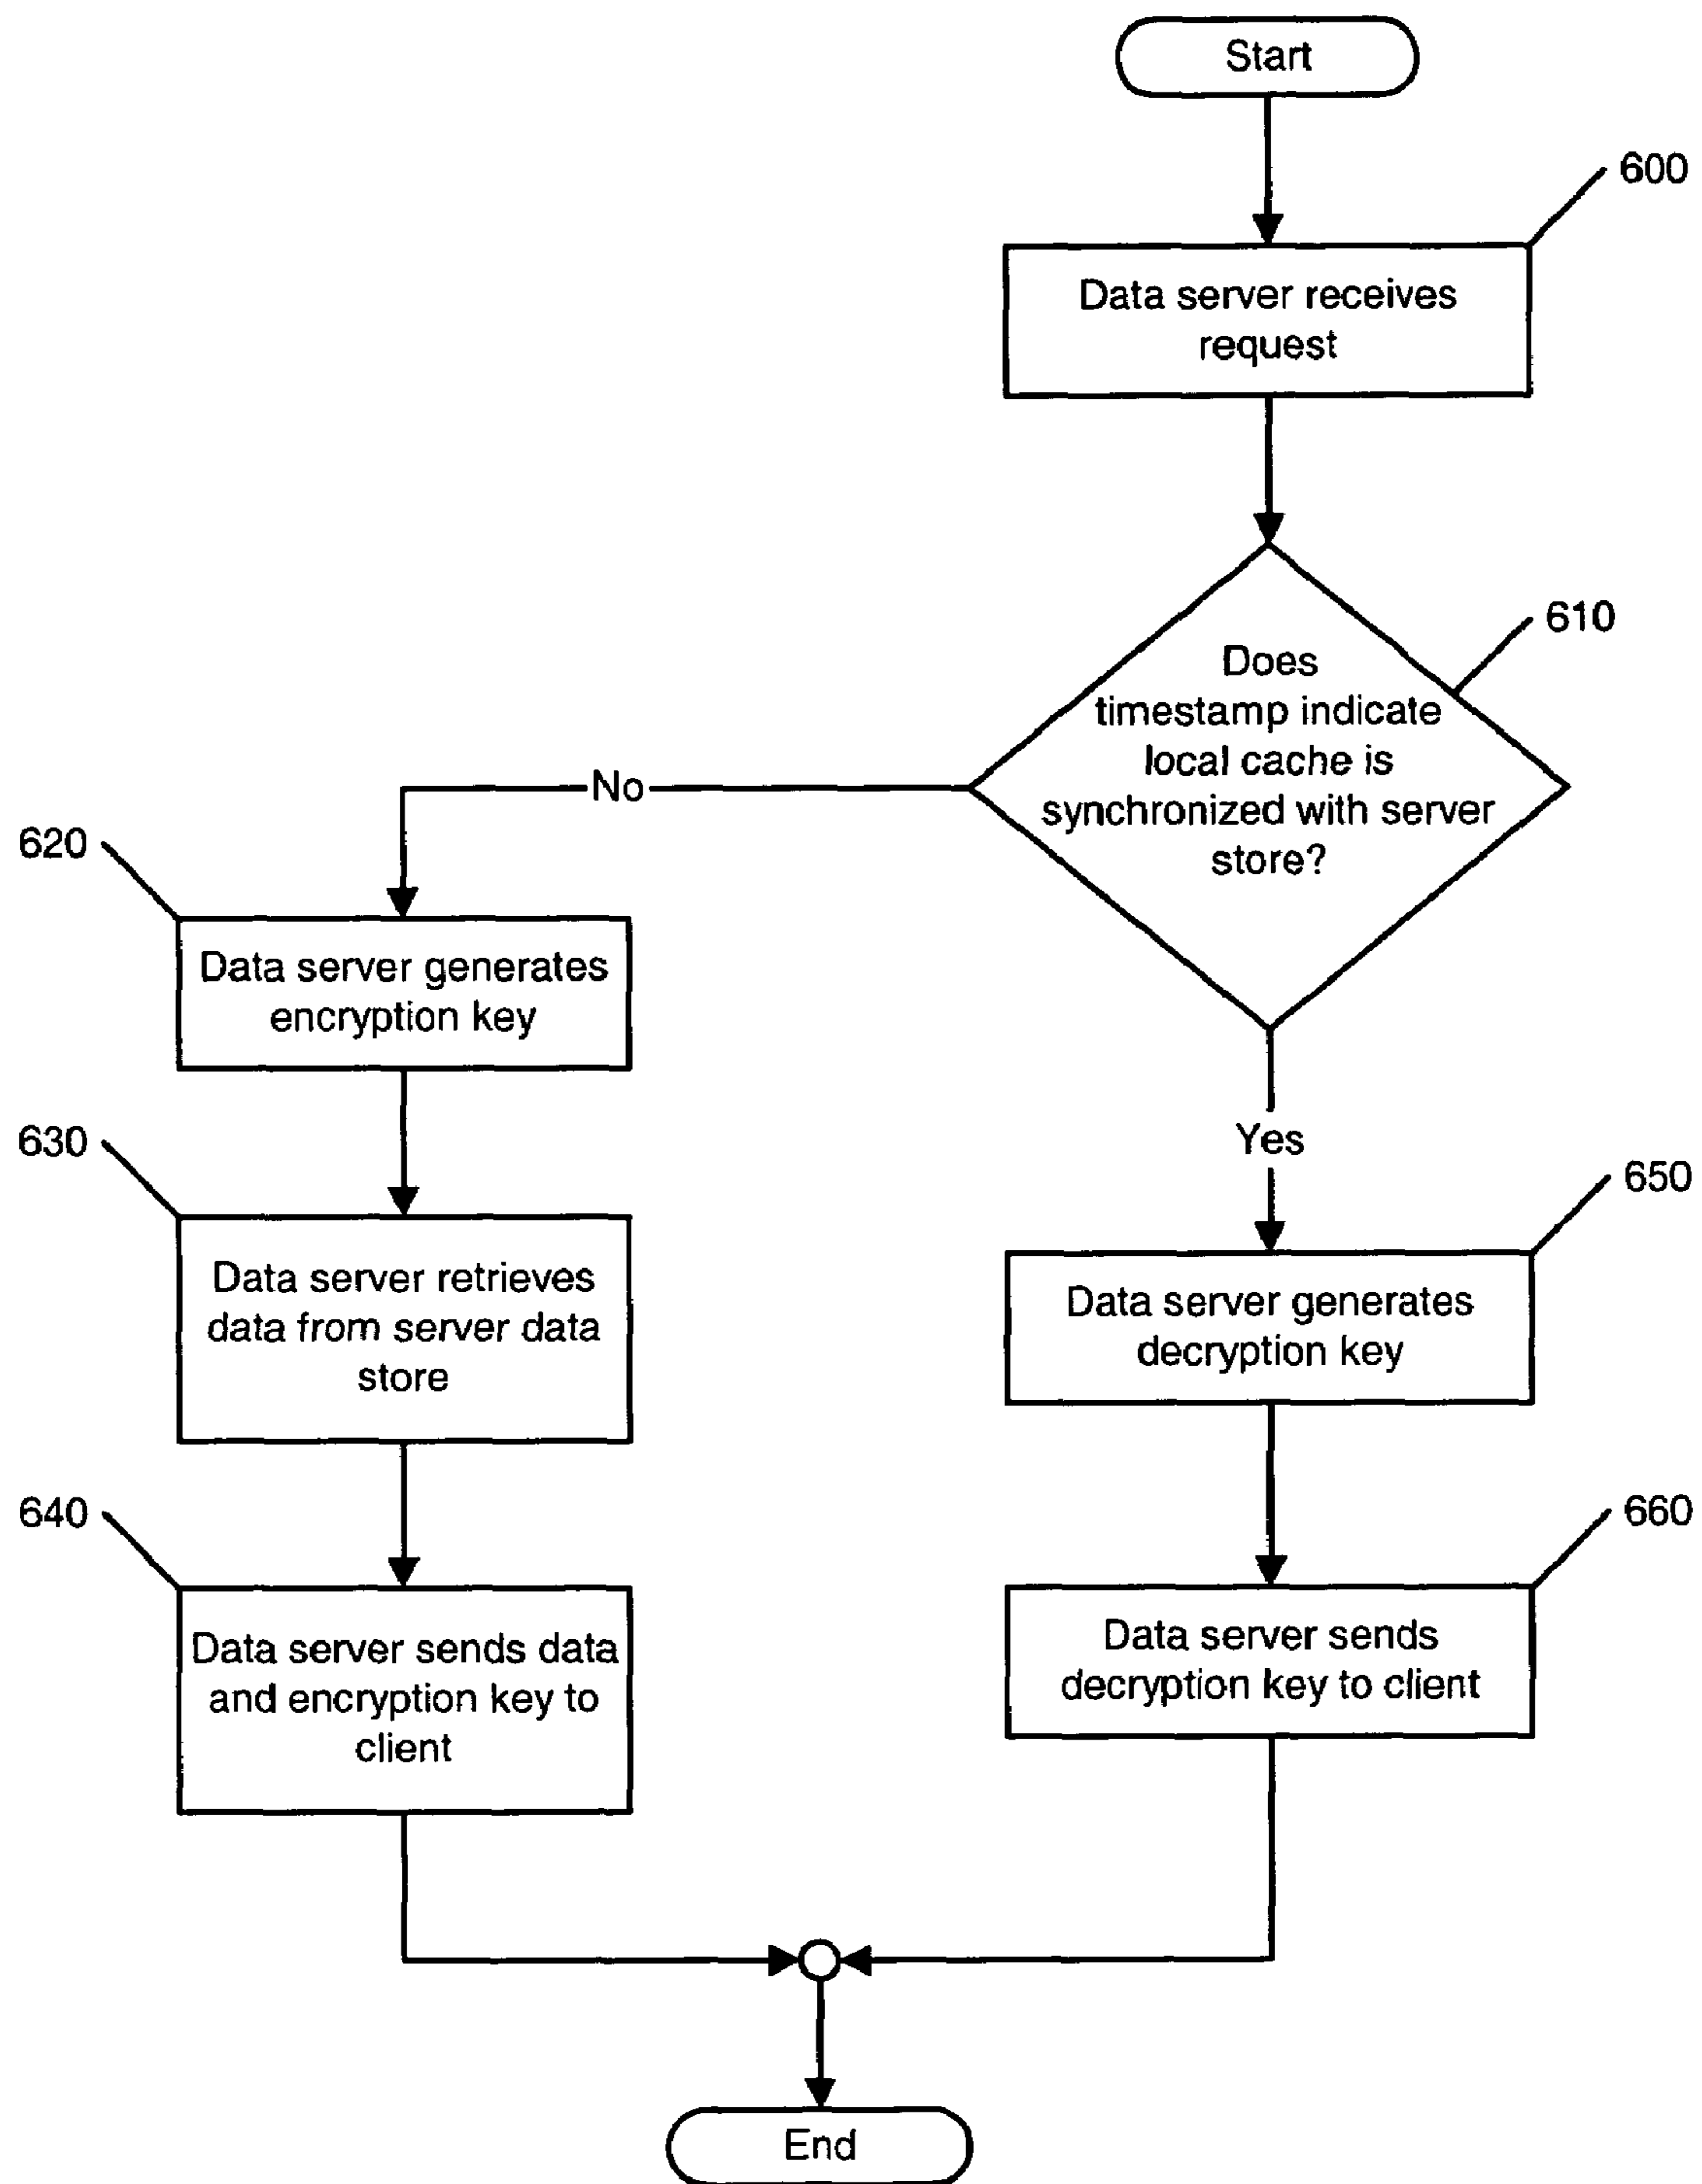 Start
600
Data server receives
request
610
Does
timestamp indicate
local cache is
synchronized with server
store?
No
620
Data server generates
encryption key
630
Data server retrieves
data from server data
store
640
Data server sends data
and encryption key to
client
Yes
650
Data server generates
decryption key
660
Data server sends
decryption key to client
End